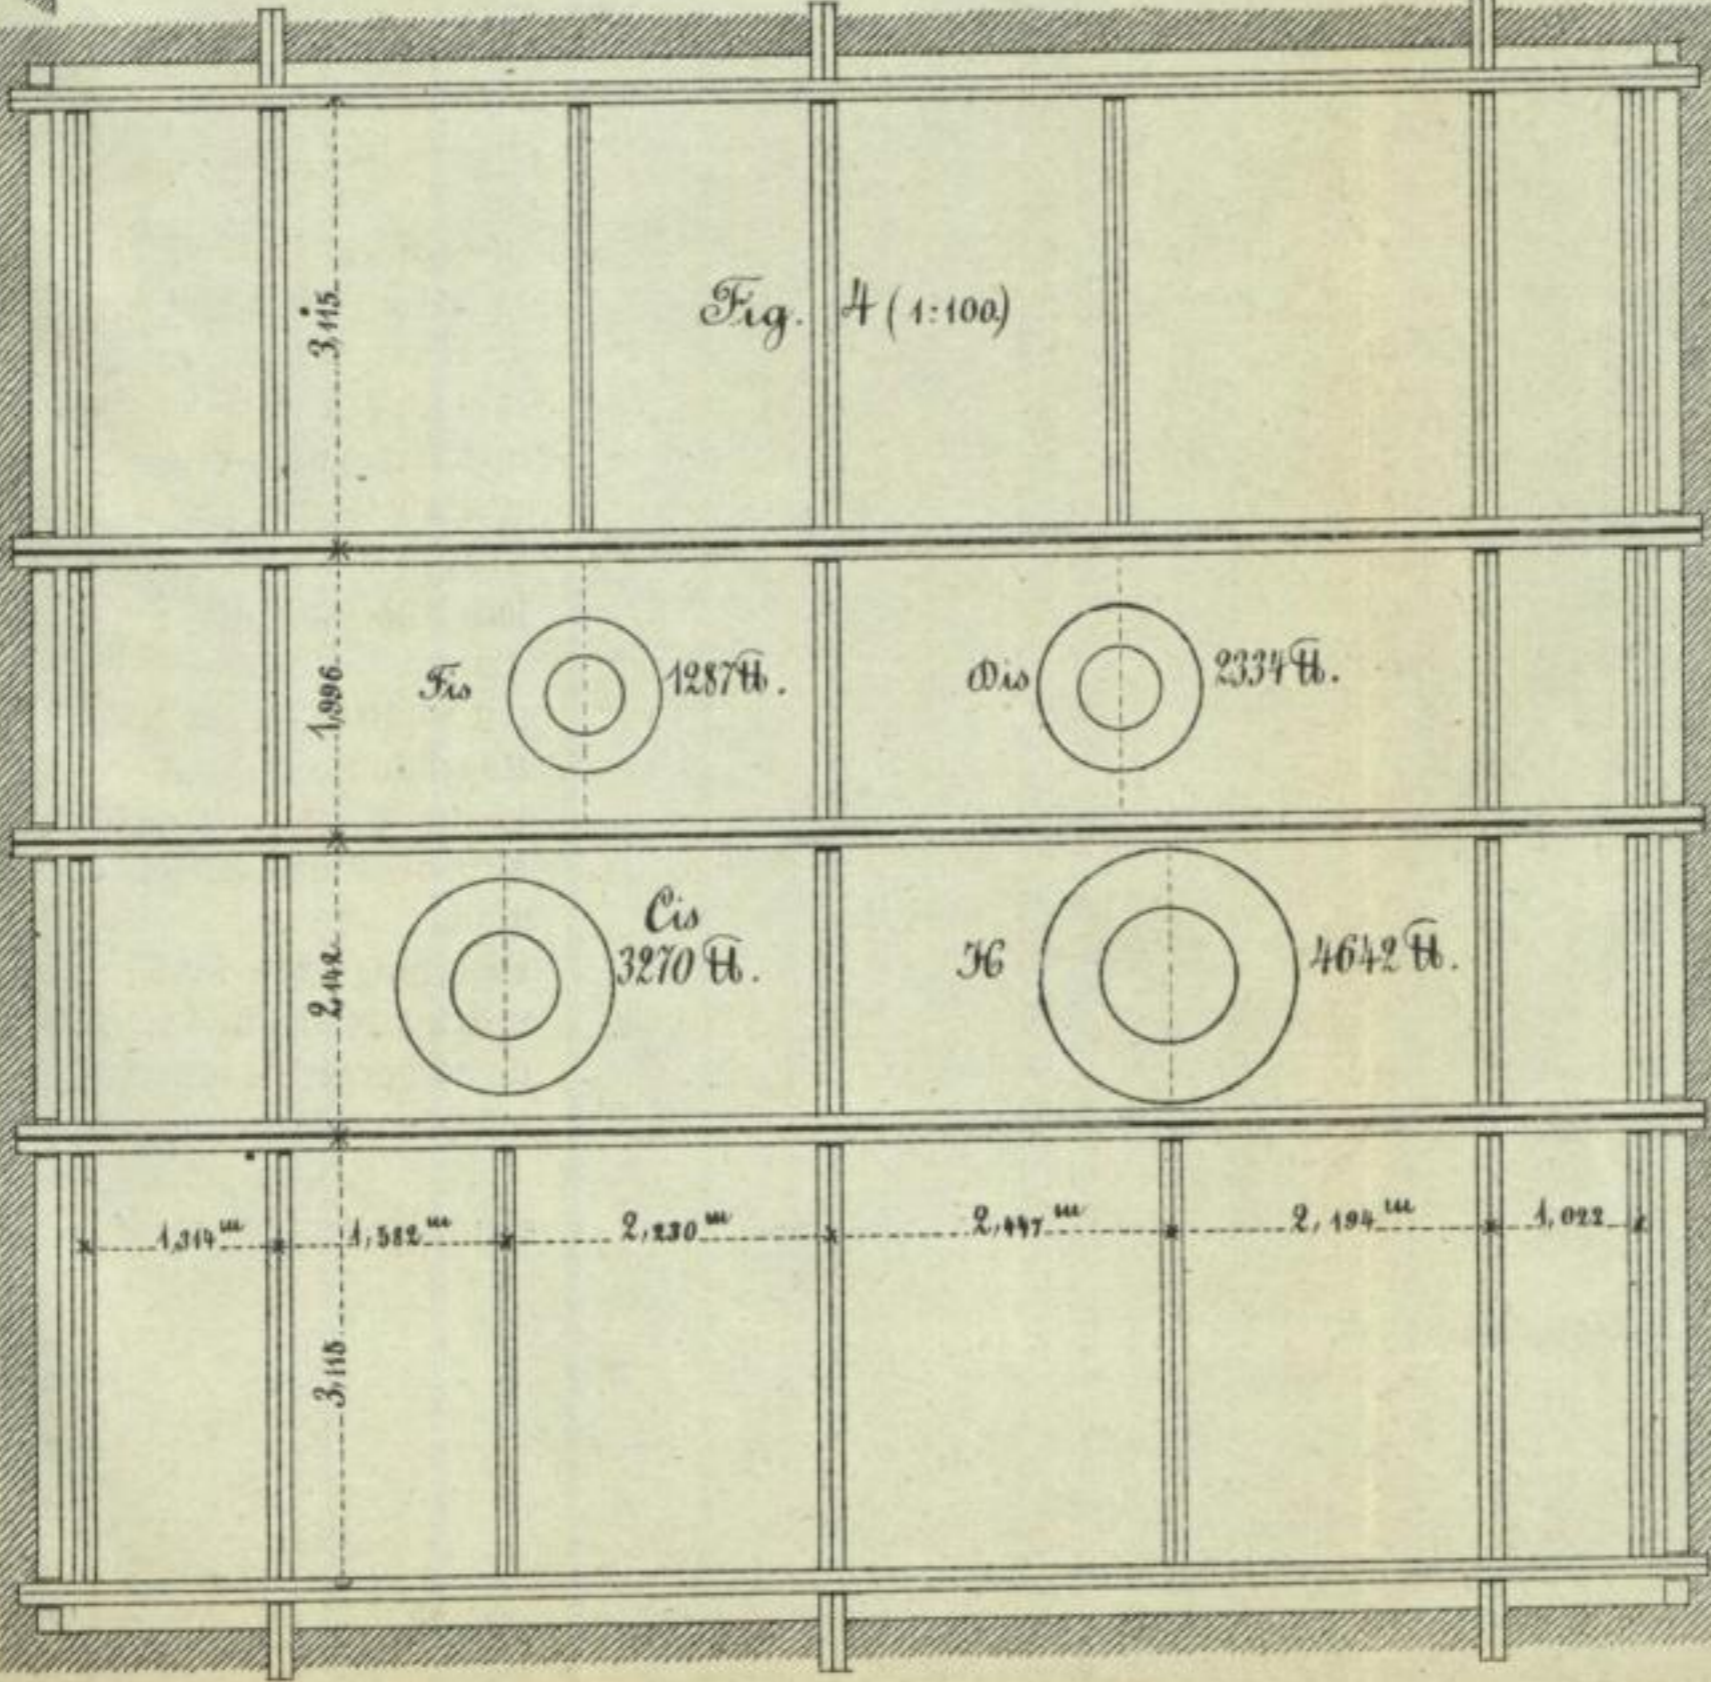 3,115
Fig. 4 (1:100.)
1,996
Fis
1287 ℔.
Dis
2334 ℔.
2,142
Cis
3270 ℔.
H
4642 ℔.
1,314 m
1,582 m
2,230 m
2,447 m
2,194 m
1,022
3,115